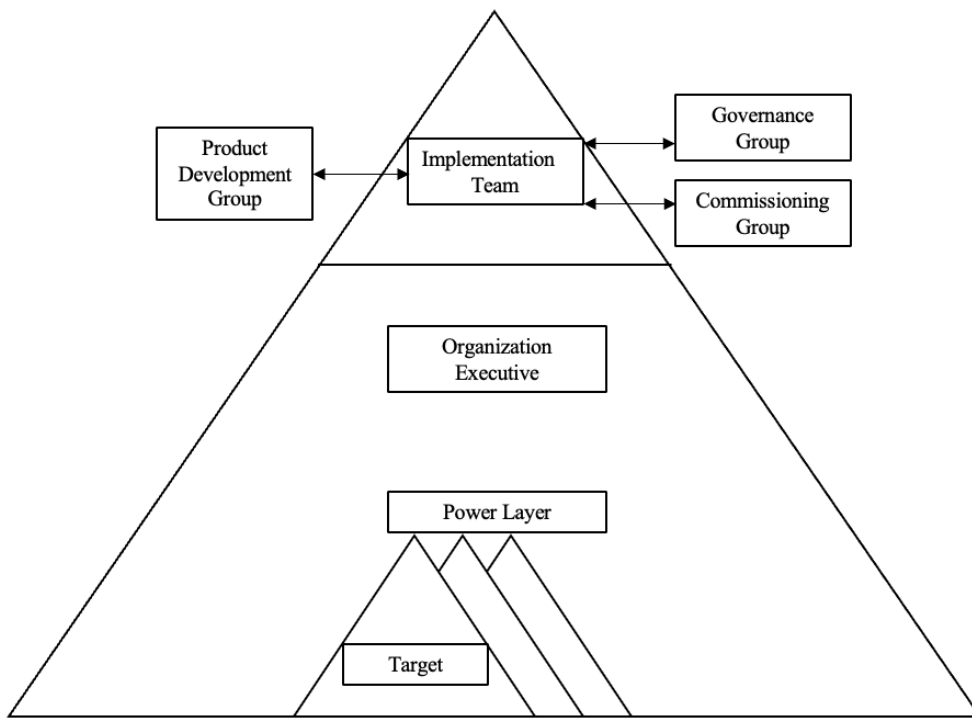 Product
Development
Group
Implementation
Team
Governance
Group
Commissioning
Group
Organization
Executive
Power Layer
Target